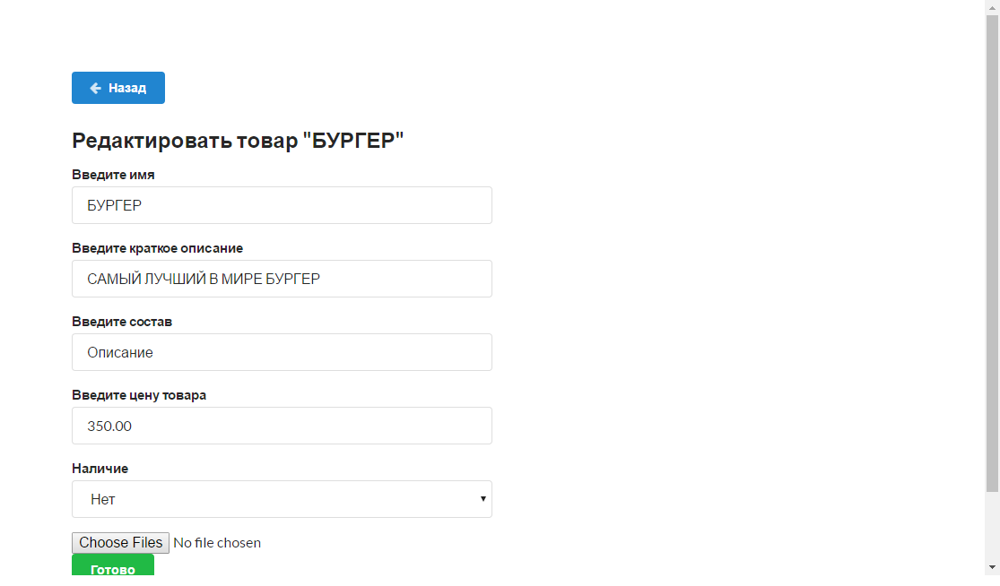 Назад
Редактировать товар "БУРГЕР"
Введите имя
БУРГЕР
Введите краткое описание
САМЫЙ ЛУЧШИЙ В МИРЕ БУРГЕР
Введите состав
Описание
Введите цену товара
350.00
Наличие
Нет
Choose Files No file chosen
Готово